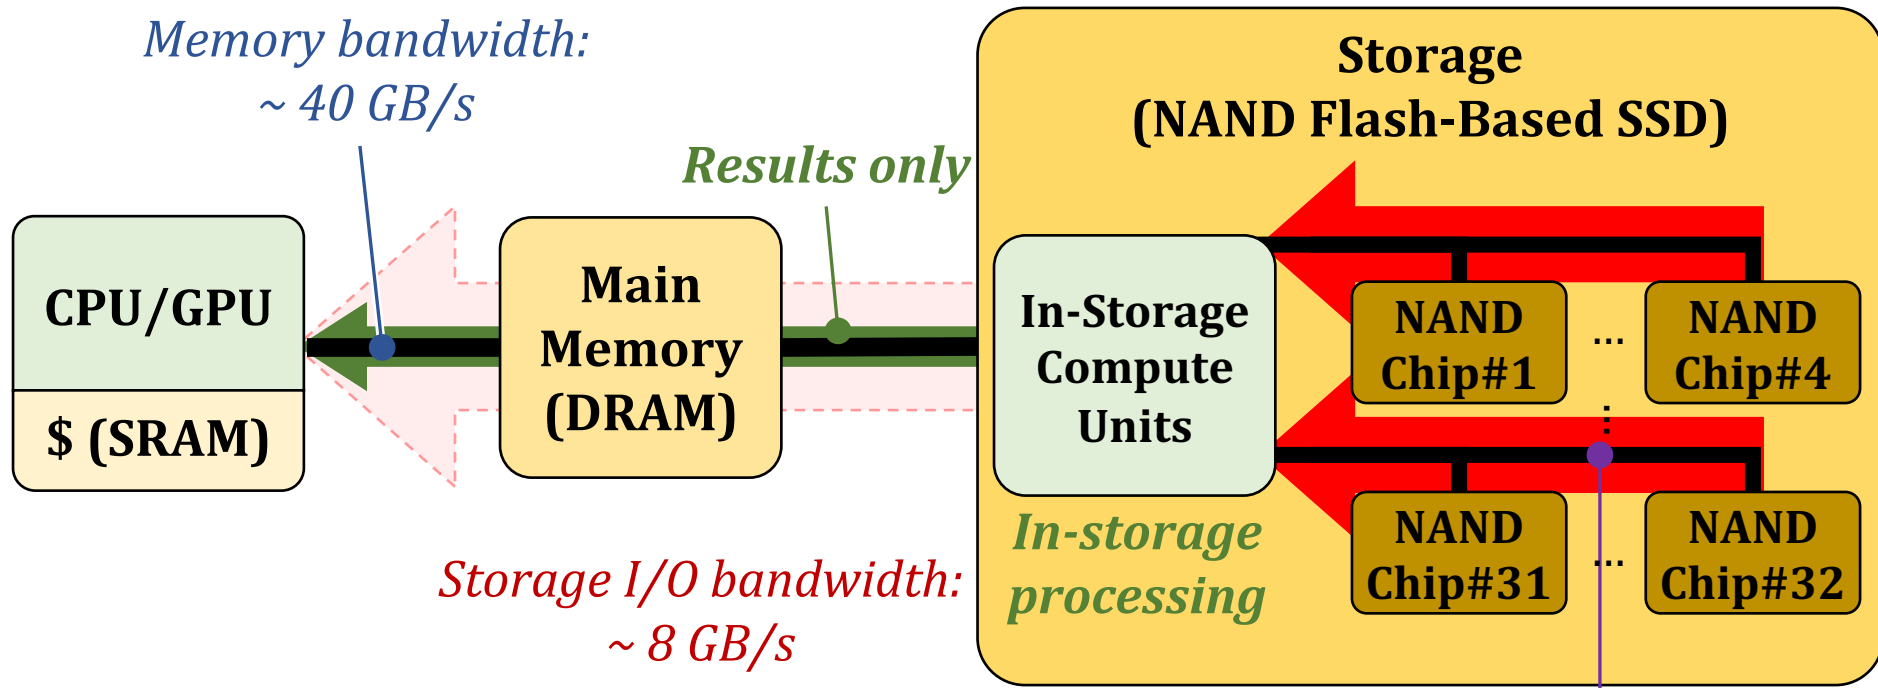 Memory bandwidth:
~ 40 GB/s
Results only
Storage
(NAND Flash-Based SSD)
CPU/GPU
$ (SRAM)
Main
Memory
(DRAM)
In-Storage
Compute
Units
NAND
Chip#1
...
NAND
Chip#4
...
NAND
Chip#31
...
NAND
Chip#32
In-storage
processing
Storage I/O bandwidth:
~ 8 GB/s